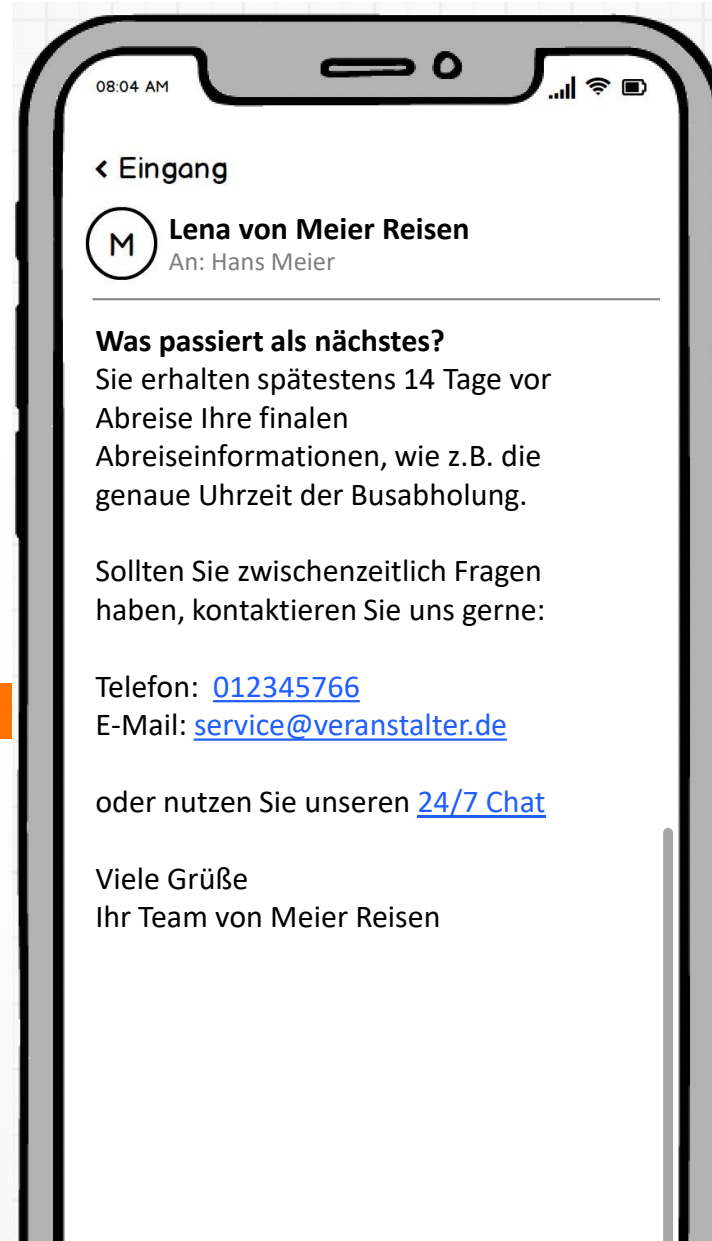 08:04 AM
< Eingang
M
Lena von Meier Reisen
An: Hans Meier
Was passiert als nächstes?
Sie erhalten spätestens 14 Tage vor
Abreise Ihre finalen
Abreiseinformationen, wie z.B. die
genaue Uhrzeit der Busabholung.
Sollten Sie zwischenzeitlich Fragen
haben, kontaktieren Sie uns gerne:
Telefon: 012345766
E-Mail: service@veranstalter.de
oder nutzen Sie unseren 24/7 Chat
Viele Grüße
Ihr Team von Meier Reisen